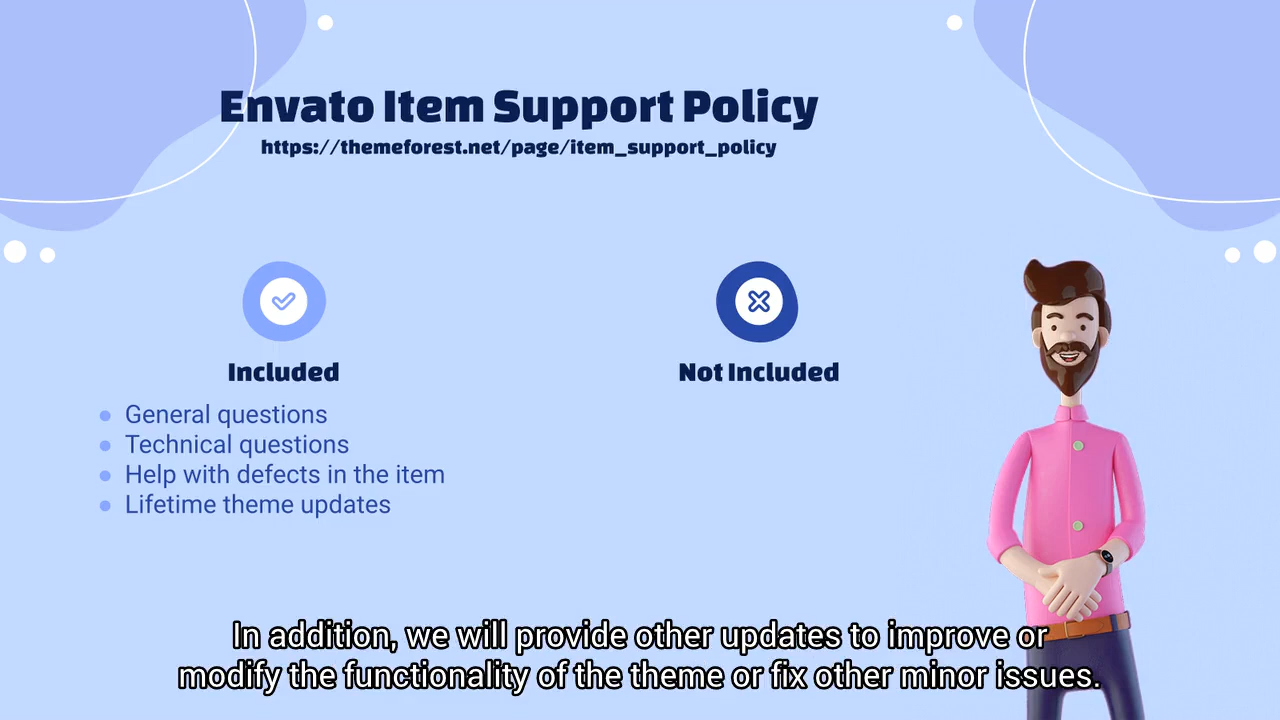 Envato Item Support Policy
https://themeforest.net/page/item_support_policy
Included
General questions
Technical questions
Help with defects in the item
Lifetime theme updates
Not Included
In addition, we will provide other updates to improve or
modify the functionality of the theme or fix other minor issues.